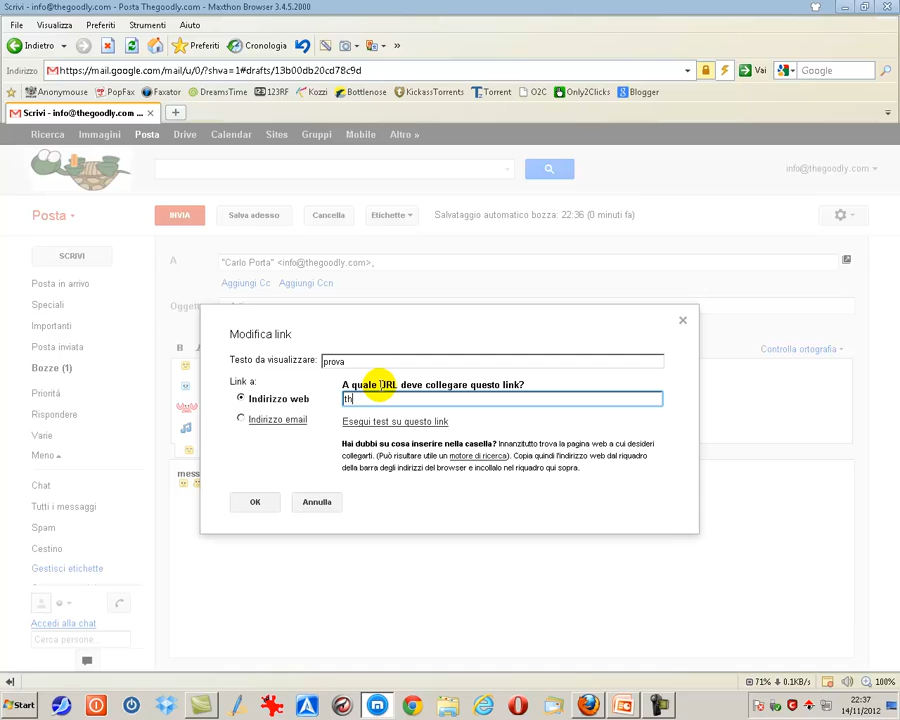 Scrivi - info@thegoodly.com - Posta Thegoodly.com - Maxthon Browser 3.4.5.2000
File Visualizza Preferiti Strumenti Aiuto
Indietro Preferiti Cronologia »
Indirizzo https://mail.google.com/mail/u/0/?shva=1#drafts/13b00db20cd78c9d Vai Google
Anonymouse PopFax Faxator DreamsTime 123RF Kozzi Bottlenose KickassTorrents Torrent O2C Only2Clicks Blogger
Scrivi - info@thegoodly.com ...
Ricerca Immagini Posta Drive Calendar Sites Gruppi Mobile Altro »
info@thegoodly.com
Posta INVIA Salva adesso Cancella Etichette Salvataggio automatico bozza: 22:36 (0 minuti fa)
SCRIVI
A "Carlo Porta" <info@thegoodly.com>,
Aggiungi Cc Aggiungi Ccn
Posta in arrivo
Speciali
Importanti
Posta inviata
Bozze (1)
Priorità
Rispondere
Varie
Meno
Chat
Tutti i messaggi
Spam
Cestino
Gestisci etichette
Accedi alla chat
Cerca persone...
B
Controlla ortografia
Modifica link
Testo da visualizzare: prova
Link a:
Indirizzo web
Indirizzo email
A quale URL deve collegare questo link?
th
Esegui test su questo link
Hai dubbi su cosa inserire nella casella? Innanzitutto trova la pagina web a cui desideri
collegarti. (Può risultare utile un motore di ricerca). Copia quindi l'indirizzo web dal riquadro
della barra degli indirizzi del browser e incollalo nel riquadro qui sopra.
OK Annulla
71% 0.1KB/s 100%
Start
22:37
14/11/2012